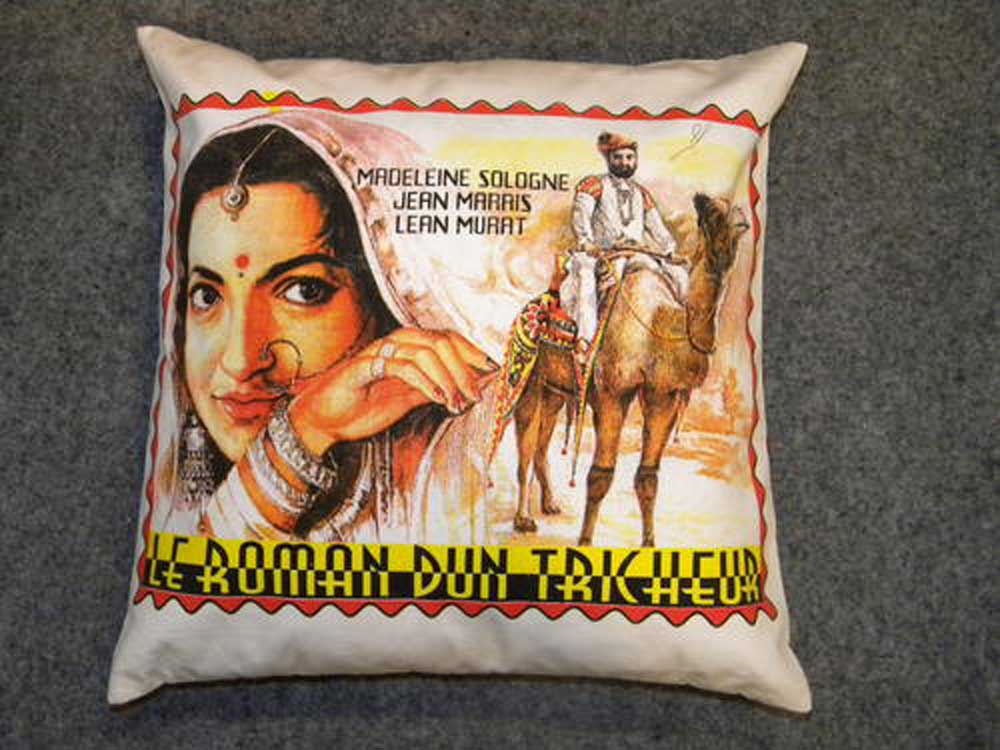 MADELEINE SOLOGNE
JEAN MARAIS
LEAN MURAT
LE ROMAN DUN TRICHEUR